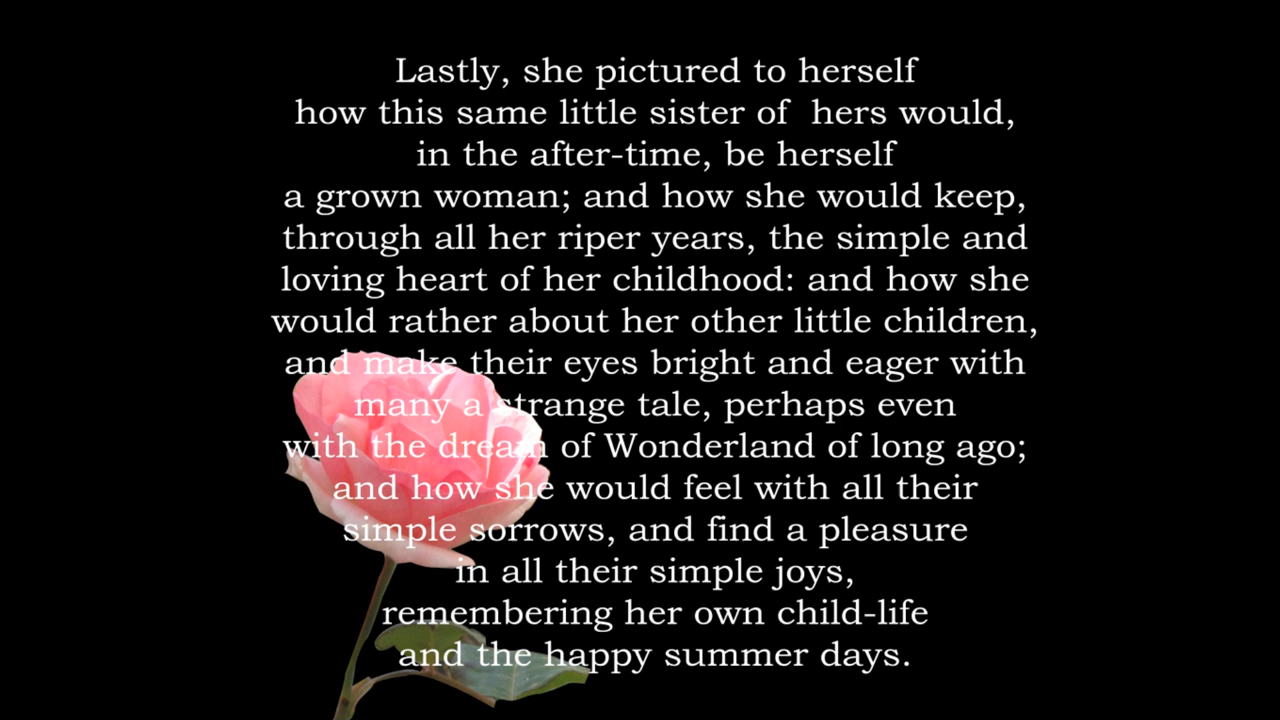 Lastly, she pictured to herself
how this same little sister of  hers would,
in the after-time, be herself
a grown woman; and how she would keep,
through all her riper years, the simple and
loving heart of her childhood: and how she
would rather about her other little children,
and make their eyes bright and eager with
many a strange tale, perhaps even
with the dream of Wonderland of long ago;
and how she would feel with all their
simple sorrows, and find a pleasure
in all their simple joys,
remembering her own child-life
and the happy summer days.